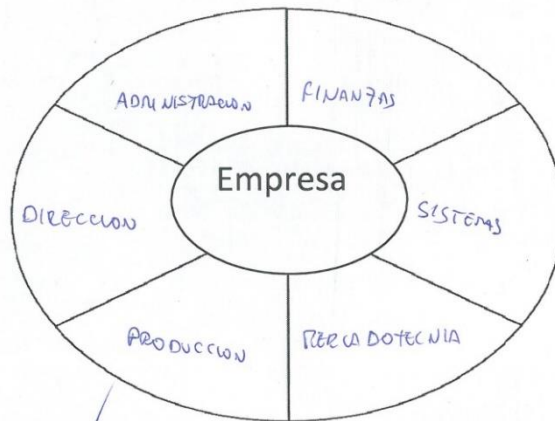 ADMINISTRACION
FINANZAS
Empresa
DIRECCION
SISTEMAS
PRODUCCION
MERCADOTECNIA